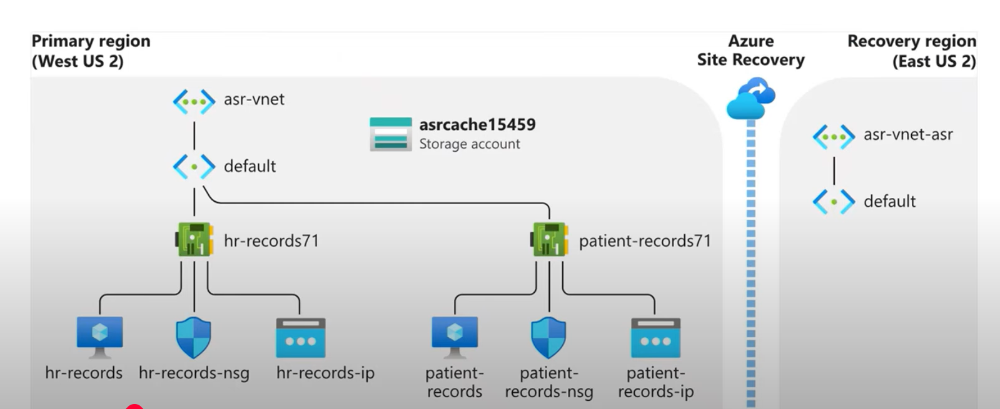 Primary region
(West US 2)
Azure
Site Recovery
Recovery region
(East US 2)
asr-vnet
asrcache15459
Storage account
asr-vnet-asr
default
default
hr-records71
patient-records71
hr-records
hr-records-nsg
hr-records-ip
patient-
records
patient-
records-nsg
patient-
records-ip